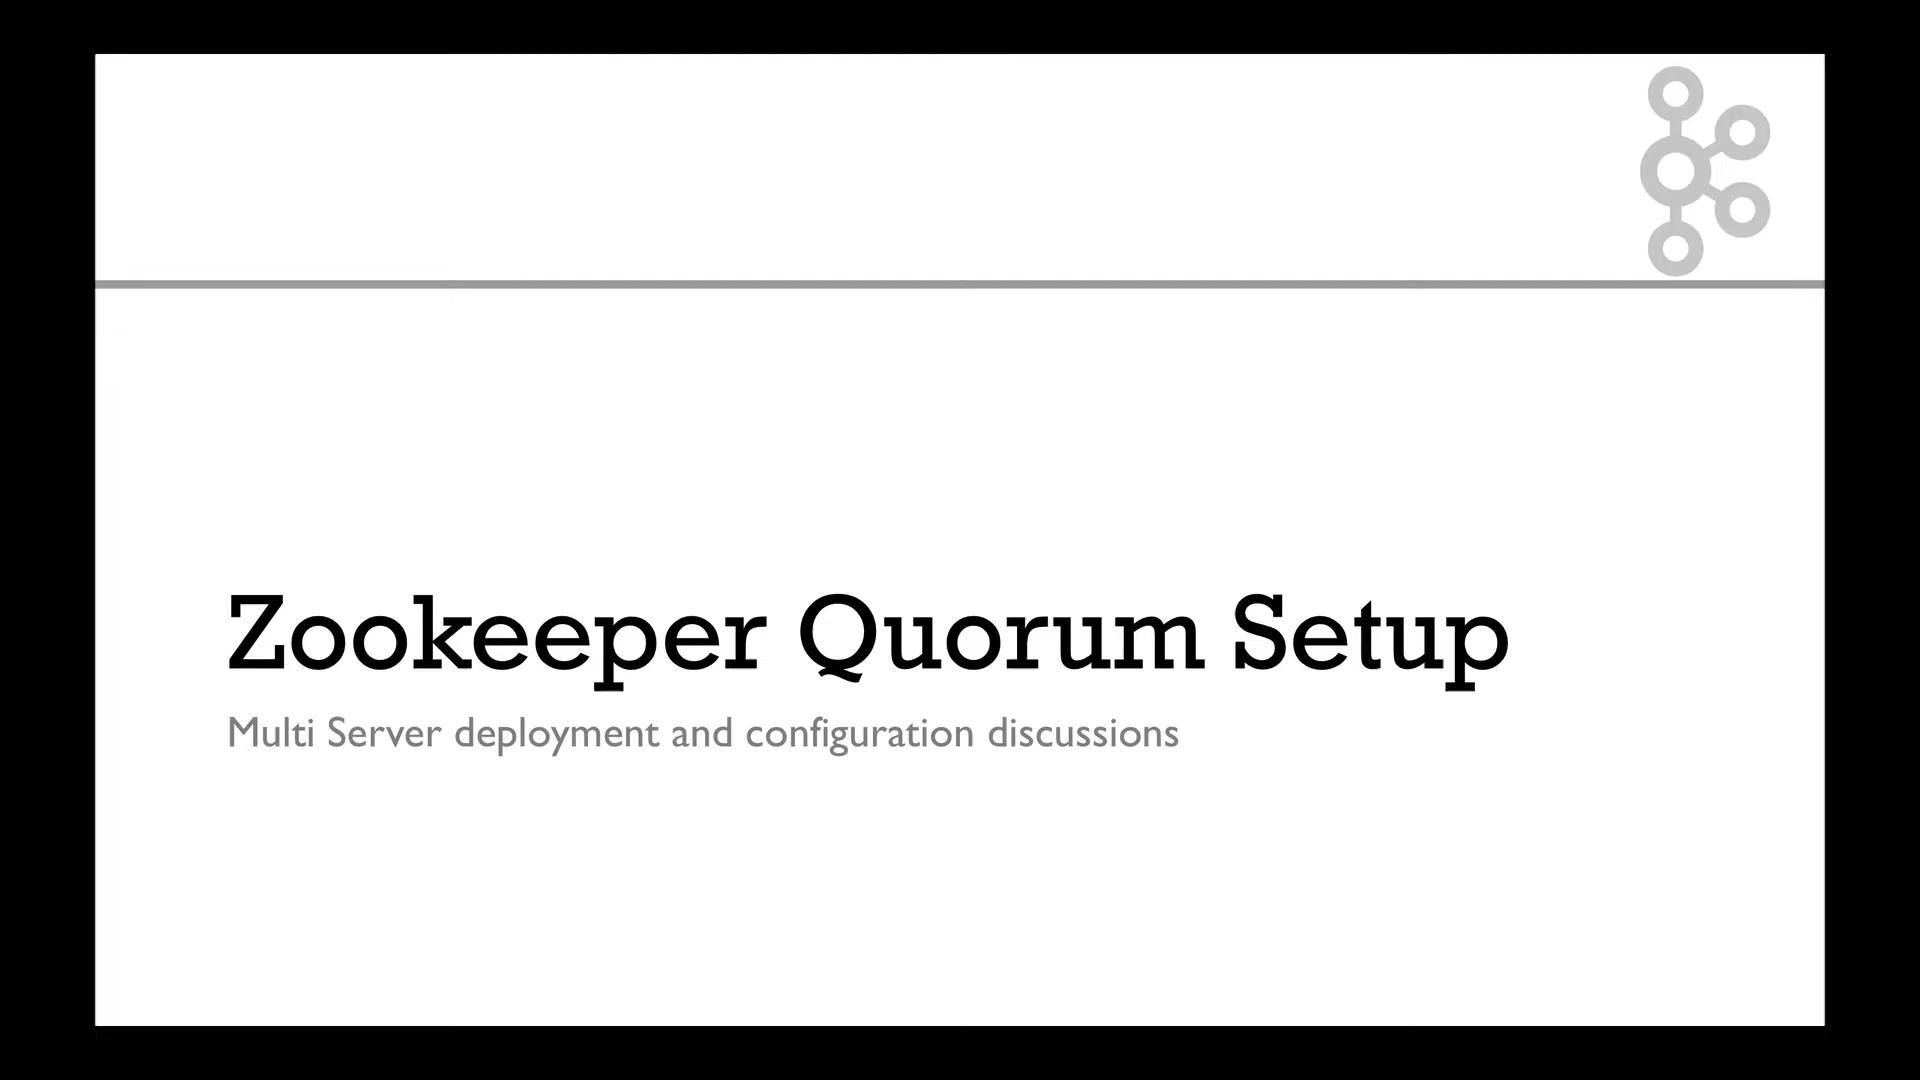 Zookeeper Quorum Setup
Multi Server deployment and configuration discussions